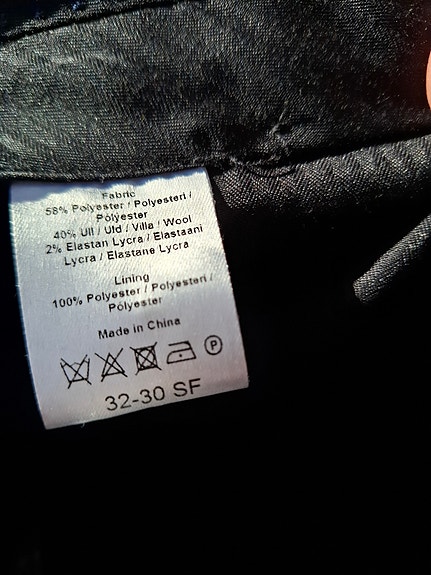 Fabric
58% Polyester / Polyesteri /
Polyester
40% Ull / Uld / Villa / Wool
2% Elastan Lycra / Elastaani
Lycra / Elastane Lycra
Lining
100% Polyester / Polyesteri /
Polyester
Made in China
P
32-30 SF